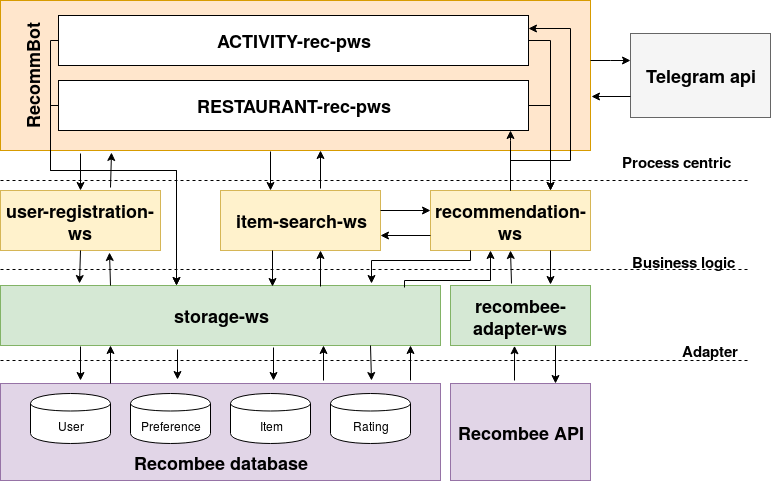 RecommBot
ACTIVITY-rec-pws
RESTAURANT-rec-pws
Telegram api
Process centric
user-registration-
ws
item-search-ws
recommendation-
ws
Business logic
storage-ws
recombee-
adapter-ws
Adapter
User
Preference
Item
Rating
Recombee database
Recombee API